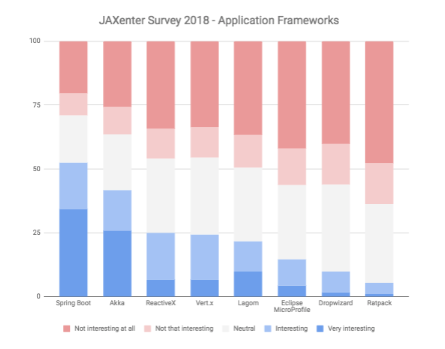 JAXenter Survey 2018 - Application Frameworks
100
75
50
25
0
Spring Boot Akka ReactiveX Vert.x Lagom Eclipse MicroProfile Dropwizard Ratpack
Not interesting at all Not that interesting Neutral Interesting Very interesting